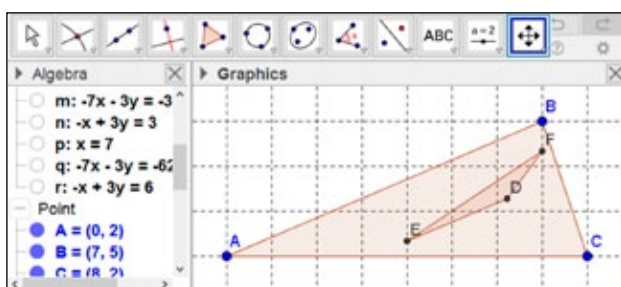 ABC
a=2
Algebra
Graphics
m: -7x - 3y = -3
n: -x + 3y = 3
p: x = 7
q: -7x - 3y = -62
r: -x + 3y = 6
Point
A = (0, 2)
B = (7, 5)
C = (8, 2)
B
F
D
E
A
C